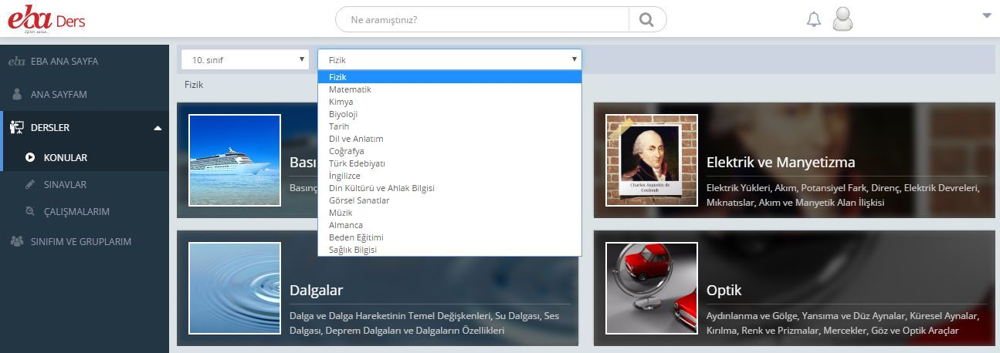 eba Ders
Ne aramıştınız?
eba EBA ANA SAYFA
ANA SAYFAM
DERSLER
KONULAR
SINAVLAR
ÇALIŞMALARIM
SINIFIM VE GRUPLARIM
10. sınıf
Fizik
Fizik
Matematik
Kimya
Biyoloji
Tarih
Dil ve Anlatım
Coğrafya
Türk Edebiyatı
İngilizce
Din Kültürü ve Ahlak Bilgisi
Görsel Sanatlar
Müzik
Almanca
Beden Eğitimi
Sağlık Bilgisi
Fizik
Bası
Basınç
Charles Augustin de
Coulomb
Elektrik ve Manyetizma
Elektrik Yükleri, Akım, Potansiyel Fark, Direnç, Elektrik Devreleri,
Mıknatıslar, Akım ve Manyetik Alan İlişkisi
Dalgalar
Dalga ve Dalga Hareketinin Temel Değişkenleri, Su Dalgası, Ses
Dalgası, Deprem Dalgaları ve Dalgaların Özellikleri
Optik
Aydınlanma ve Gölge, Yansıma ve Düz Aynalar, Küresel Aynalar,
Kırılma, Renk ve Prizmalar, Mercekler, Göz ve Optik Araçlar